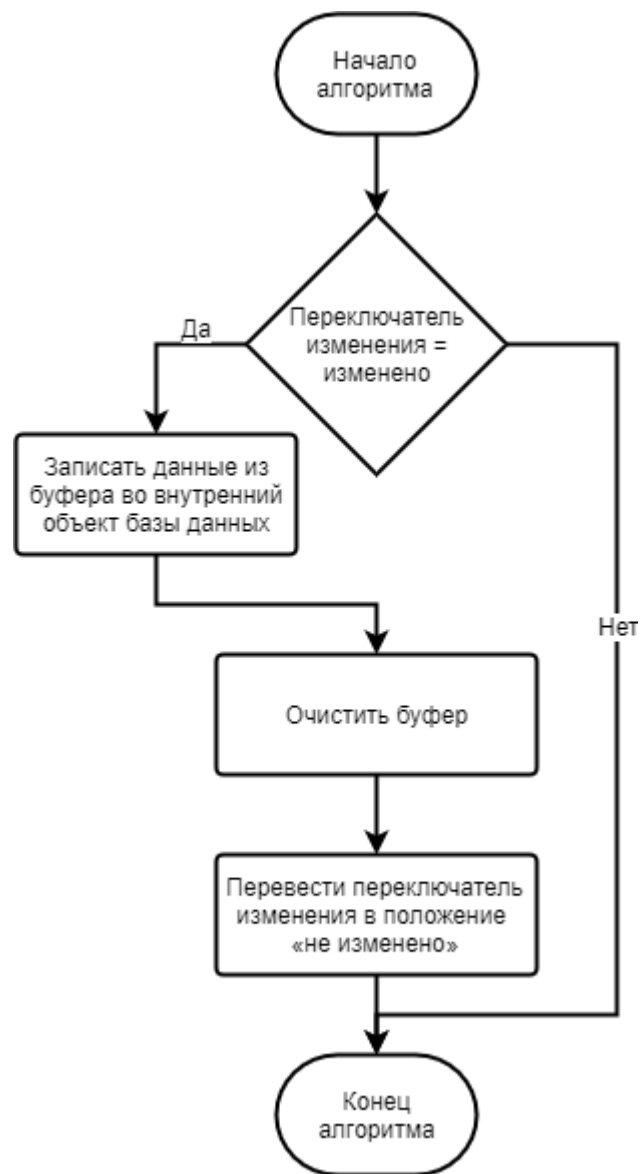 Начало
алгоритма
Переключатель
изменения =
изменено
Да
Записать данные из
буфера во внутренний
объект базы данных
Нет
Очистить буфер
Перевести переключатель
изменения в положение
«не изменено»
Конец
алгоритма